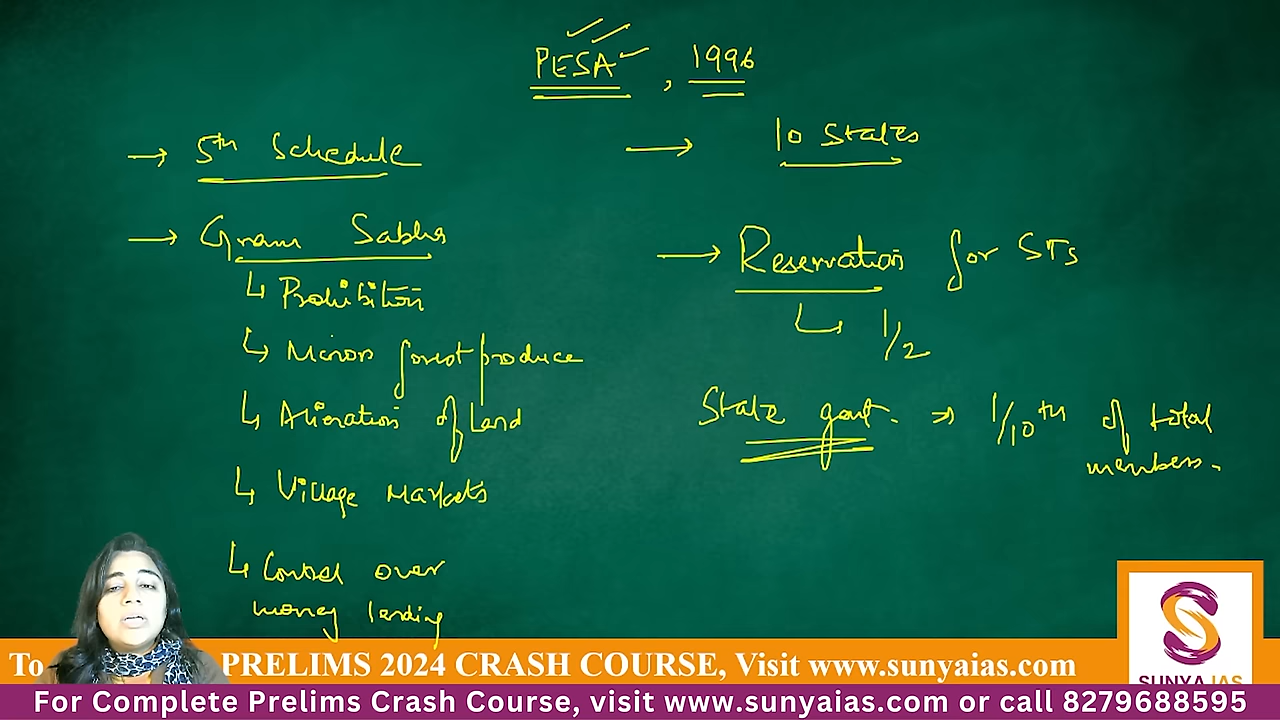 PESA, 1996
→ 5th Schedule
→ Gram Sabha
↳ Prohibition
↳ Minor forest produce
↳ Alienation of Land
↳ Village Markets
↳ Control over
money lending
→ 10 States
→ Reservation for STs
↳ 1/2
State govt. ⇒ 1/10th of total
members.
SUNYA IAS
To PRELIMS 2024 CRASH COURSE, Visit www.sunyaias.com
For Complete Prelims Crash Course, visit www.sunyaias.com or call 8279688595